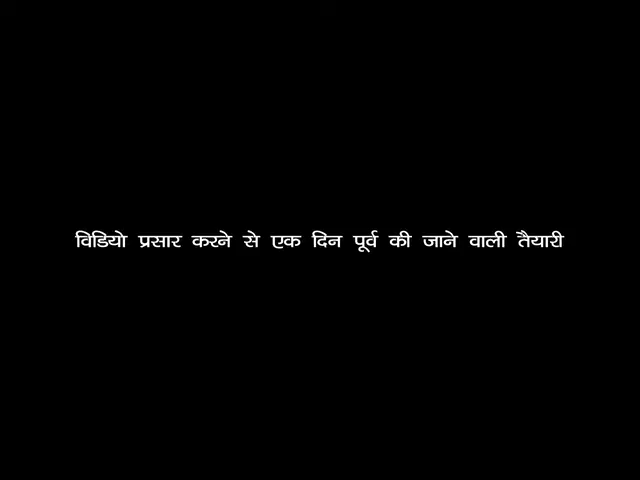 विडियो प्रसार करने से एक दिन पूर्व की जाने वाली तैयारी